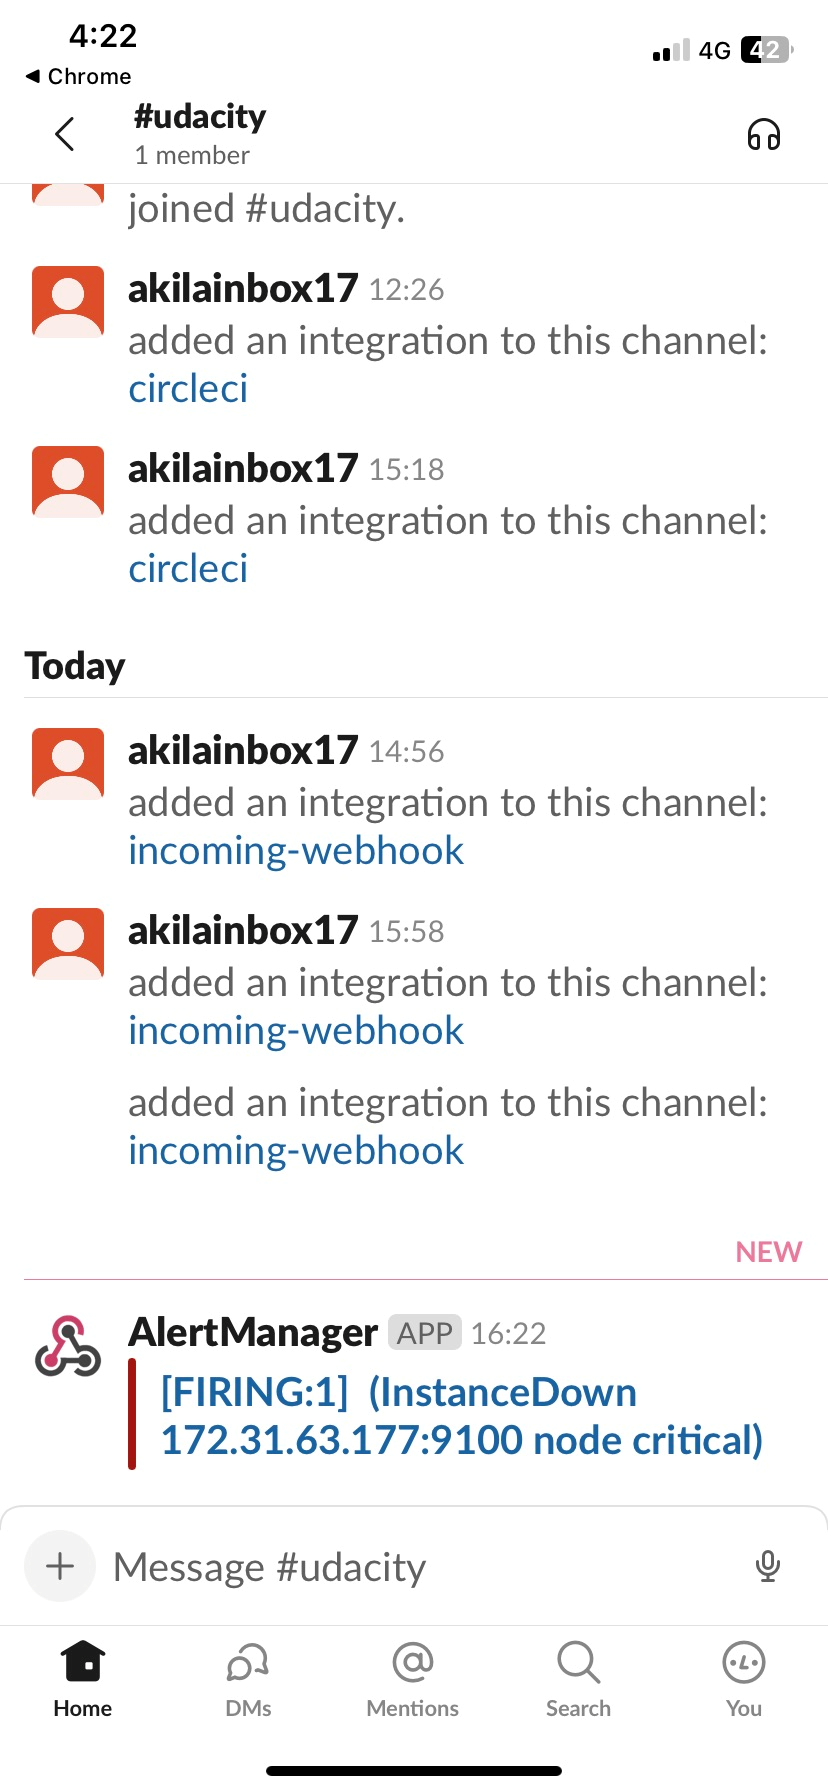 4:22
4G 42
◀ Chrome
#udacity
1 member
joined #udacity.
akilainbox17 12:26
added an integration to this channel:
circleci
akilainbox17 15:18
added an integration to this channel:
circleci
Today
akilainbox17 14:56
added an integration to this channel:
incoming-webhook
akilainbox17 15:58
added an integration to this channel:
incoming-webhook
added an integration to this channel:
incoming-webhook
NEW
AlertManager APP 16:22
[FIRING:1] (InstanceDown
172.31.63.177:9100 node critical)
Message #udacity
Home DMs Mentions Search You